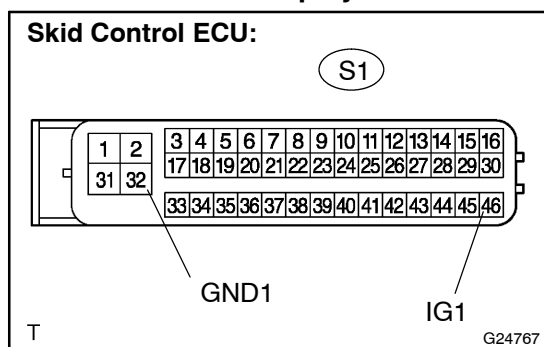 Skid Control ECU:
S1
1 2 3 4 5 6 7 8 9 10 11 12 13 14 15 16
17 18 19 20 21 22 23 24 25 26 27 28 29 30
31 32
33 34 35 36 37 38 39 40 41 42 43 44 45 46
GND1
IG1
T
G24767